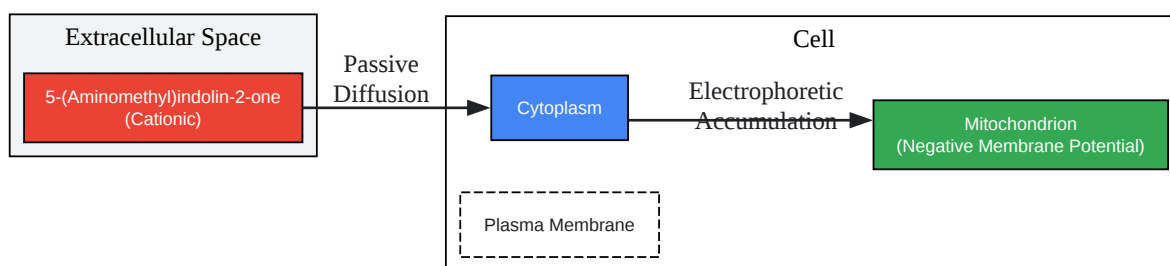 Extracellular Space
5-(Aminomethyl)indolin-2-one
(Cationic)
Passive
Diffusion
Cell
Cytoplasm
Electrophoretic
Accumulation
Mitochondrion
(Negative Membrane Potential)
Plasma Membrane